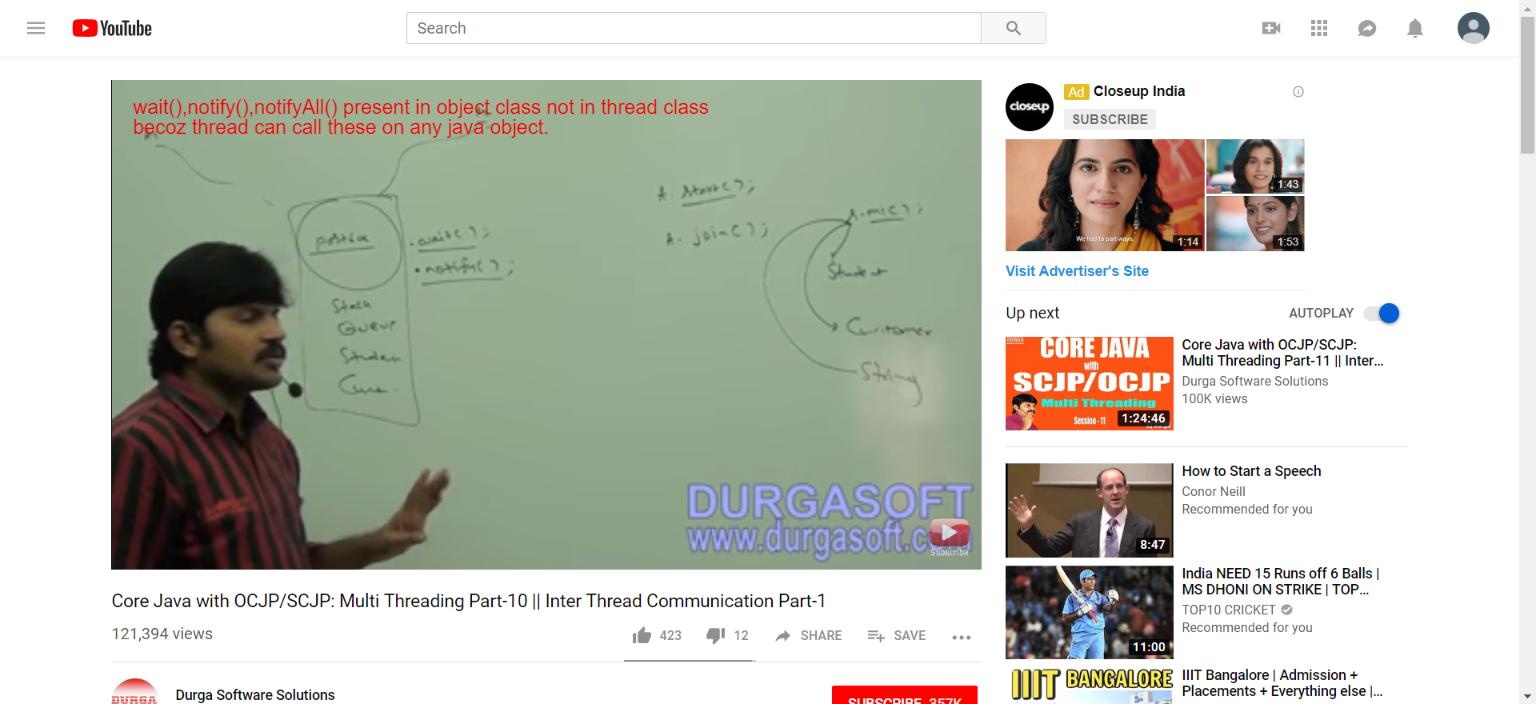 YouTube
Search
wait(),notify(),notifyAll() present in object class not in thread class
becoz thread can call these on any java object.
postbox
.wait();
.notify();
Stack
Queue
Student
Cus
t. start();
t. join();
s.m1();
Student
Customer
String
DURGASOFT
www.durgasoft.c
Subscribe
Core Java with OCJP/SCJP: Multi Threading Part-10 || Inter Thread Communication Part-1
121,394 views
423
12
SHARE
SAVE
DURGA
Durga Software Solutions
SUBSCRIBE 357K
closeup
Ad Closeup India
SUBSCRIBE
We had to part ways.
1:14
1:43
1:53
Visit Advertiser's Site
Up next
AUTOPLAY
CORE JAVA
with
SCJP/OCJP
Multi Threading
Session - 11
1:24:46
Core Java with OCJP/SCJP:
Multi Threading Part-11 || Inter...
Durga Software Solutions
100K views
8:47
How to Start a Speech
Conor Neill
Recommended for you
11:00
India NEED 15 Runs off 6 Balls |
MS DHONI ON STRIKE | TOP...
TOP10 CRICKET
Recommended for you
IIIT BANGALORE
IIIT Bangalore | Admission +
Placements + Everything else |...